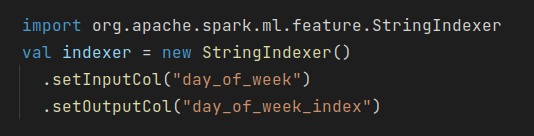 import org.apache.spark.ml.feature.StringIndexer
val indexer = new StringIndexer()
  .setInputCol("day_of_week")
  .setOutputCol("day_of_week_index")